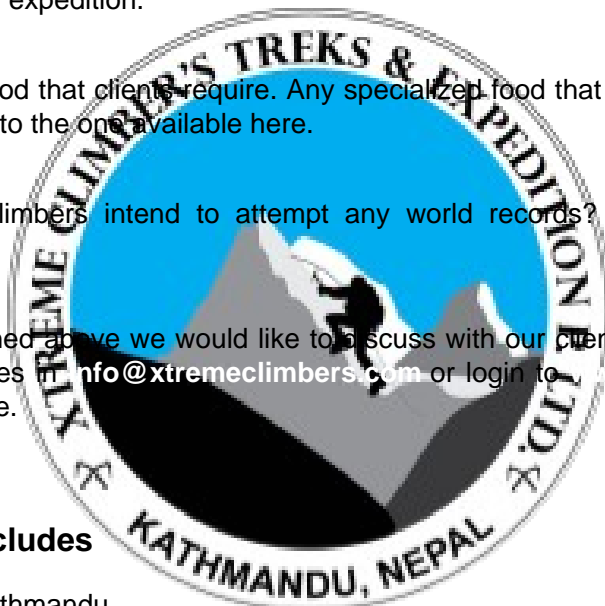 expedition.
XTREME CLIMBER'S TREKS & EXPEDITION P. LTD.
od that clients require. Any specialized food that
to the one available here.
limbers intend to attempt any world records?
ned above we would like to discuss with our clien
es in info@xtremeclimbers.com or login to
e.
cludes
KATHMANDU, NEPAL
thmandu